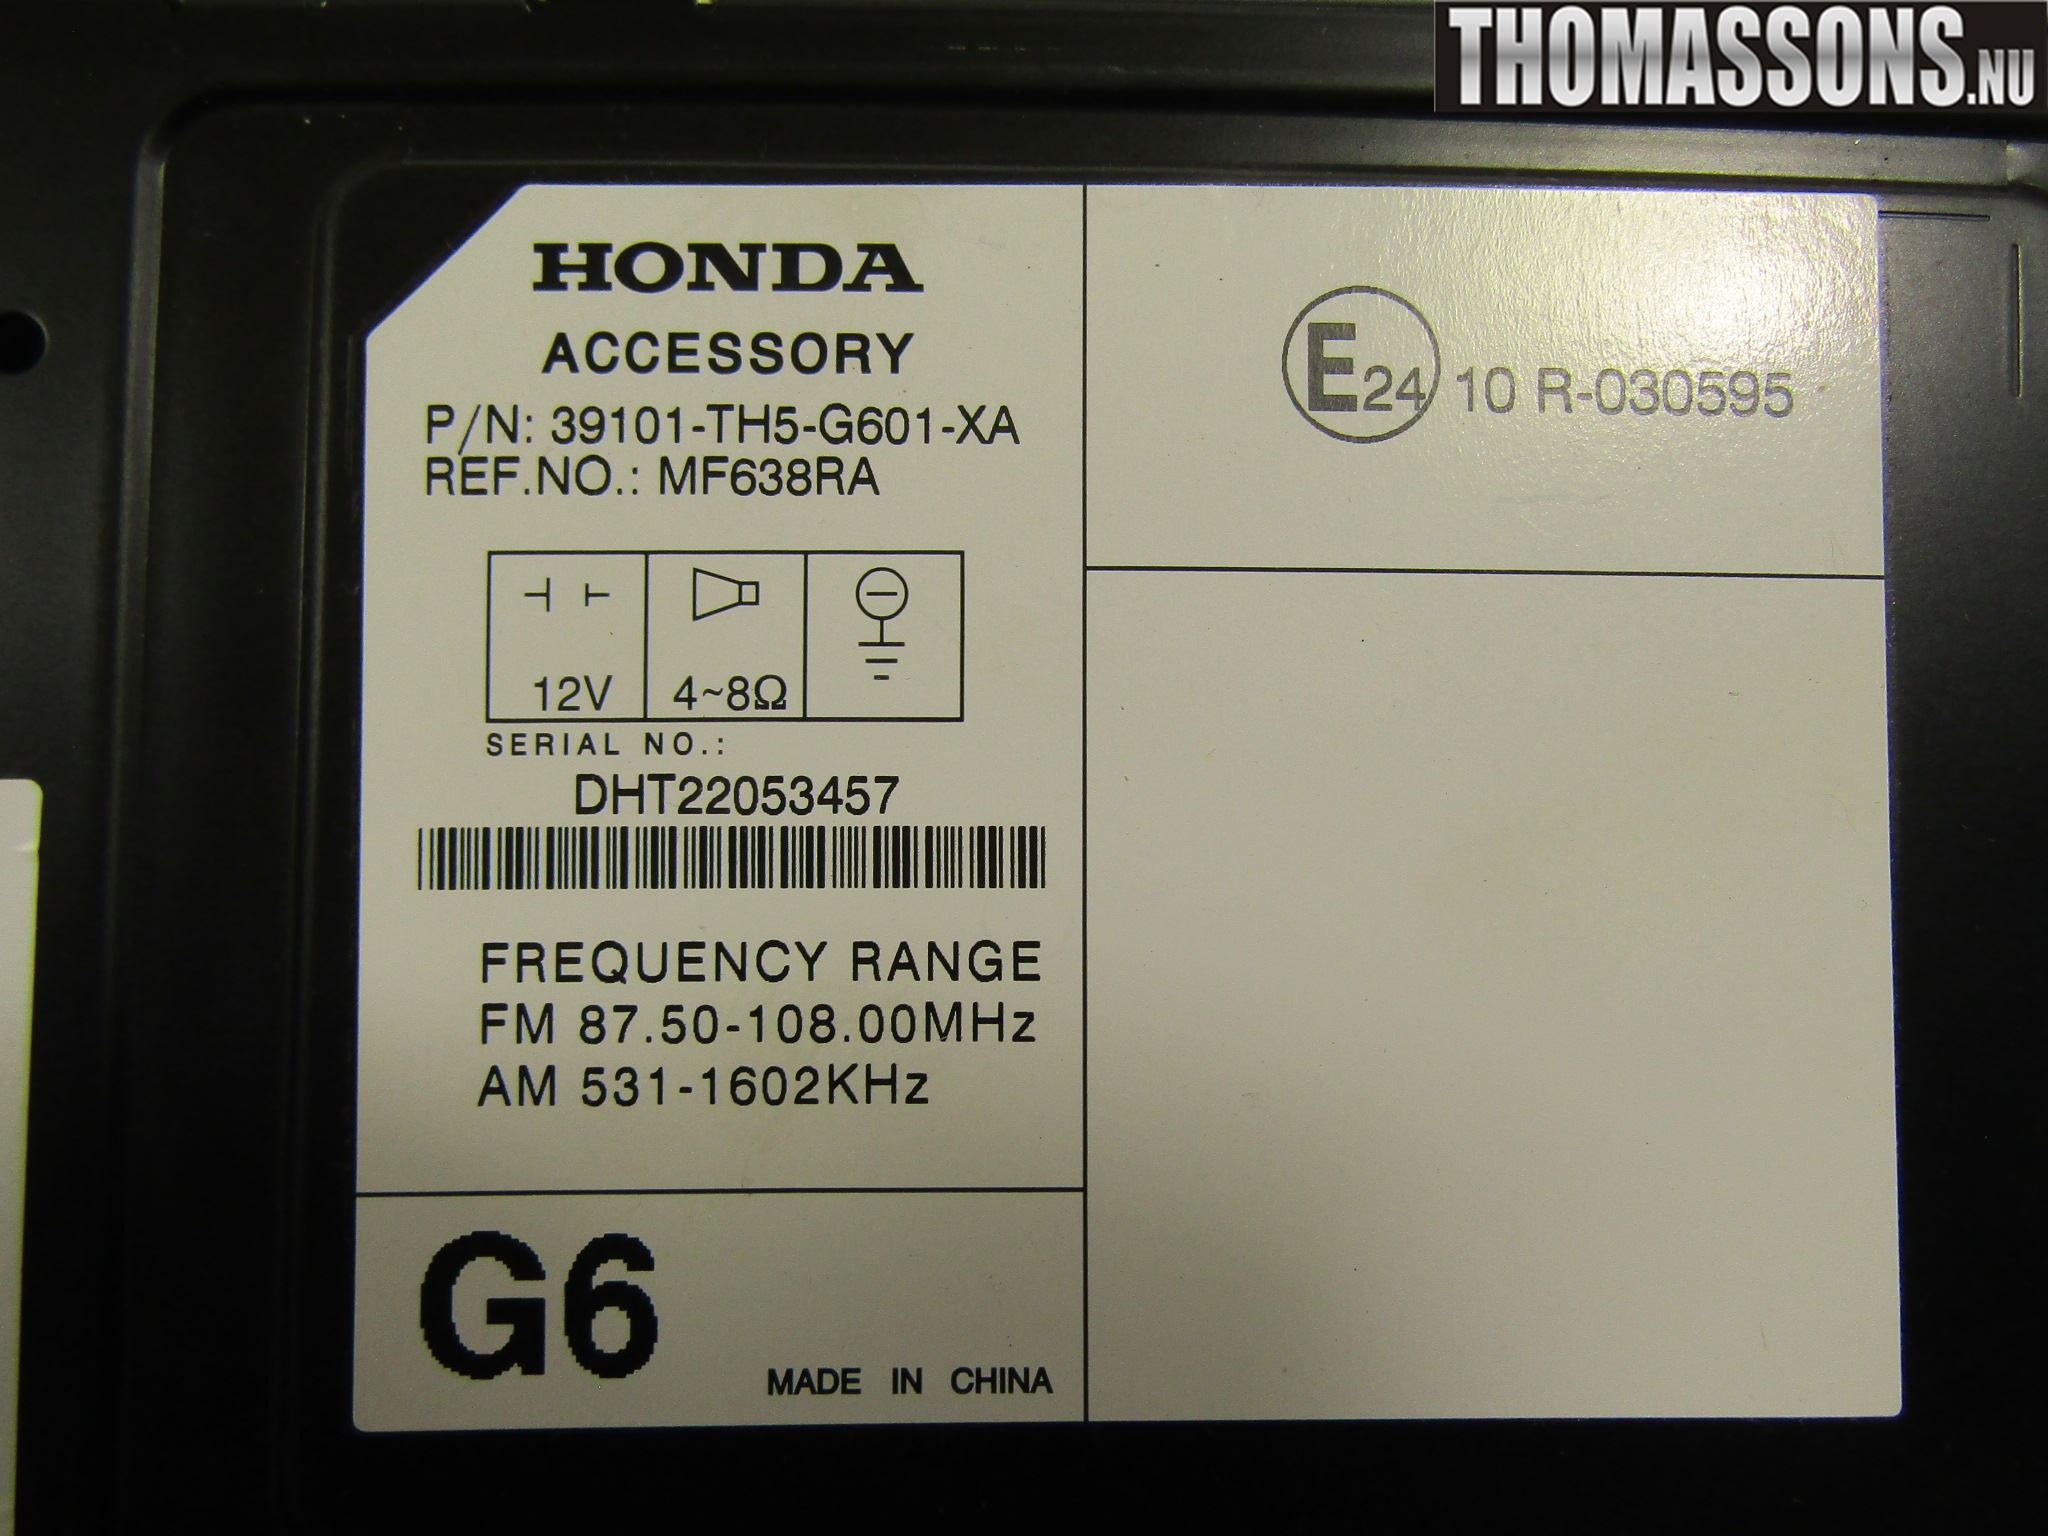 THOMASSONS.NU
HONDA
ACCESSORY
P/N: 39101-TH5-G601-XA
REF.NO.: MF638RA
12V
4~8Ω
SERIAL NO.:
DHT22053457
FREQUENCY RANGE
FM 87.50-108.00MHz
AM 531-1602KHz
G6
MADE IN CHINA
E24 10 R-030595